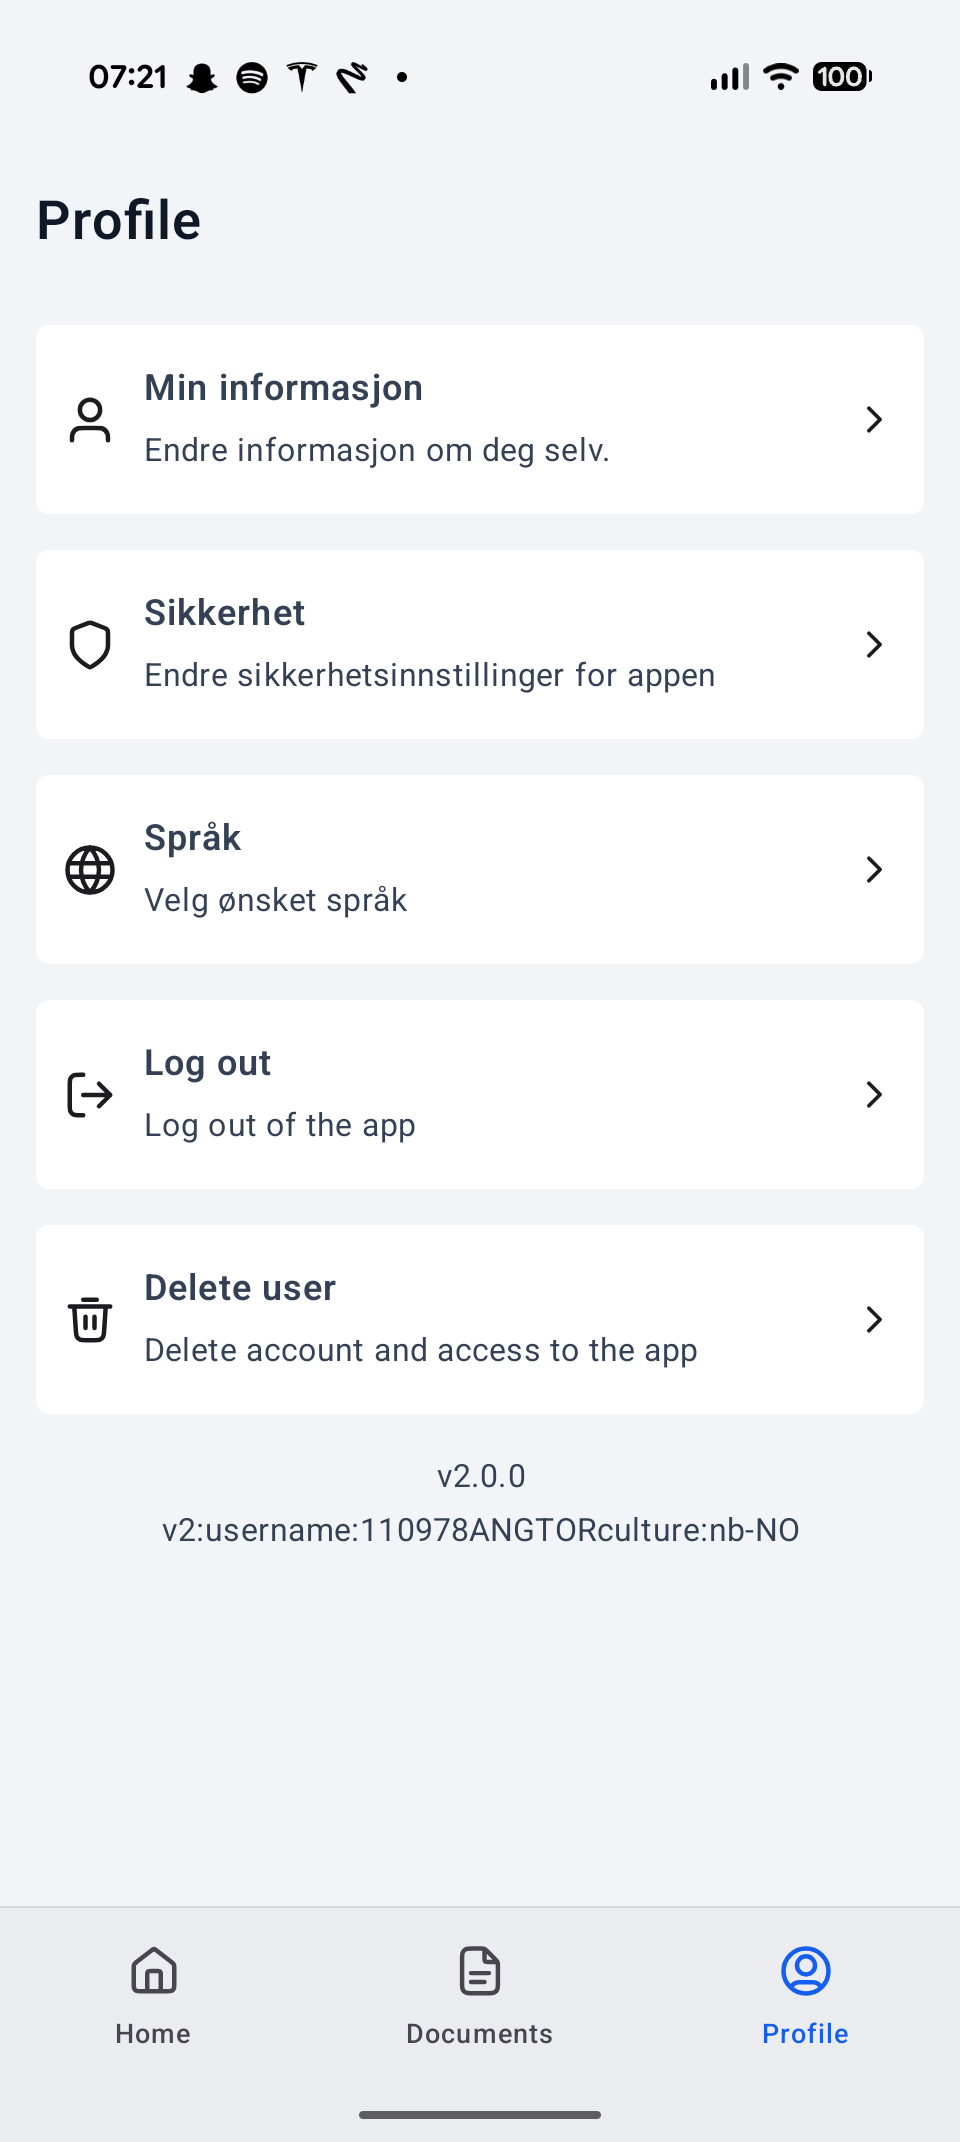 07:21
100
Profile
Min informasjon
Endre informasjon om deg selv.
Sikkerhet
Endre sikkerhetsinnstillinger for appen
Språk
Velg ønsket språk
Log out
Log out of the app
Delete user
Delete account and access to the app
v2.0.0
v2:username:110978ANGTORculture:nb-NO
Home
Documents
Profile